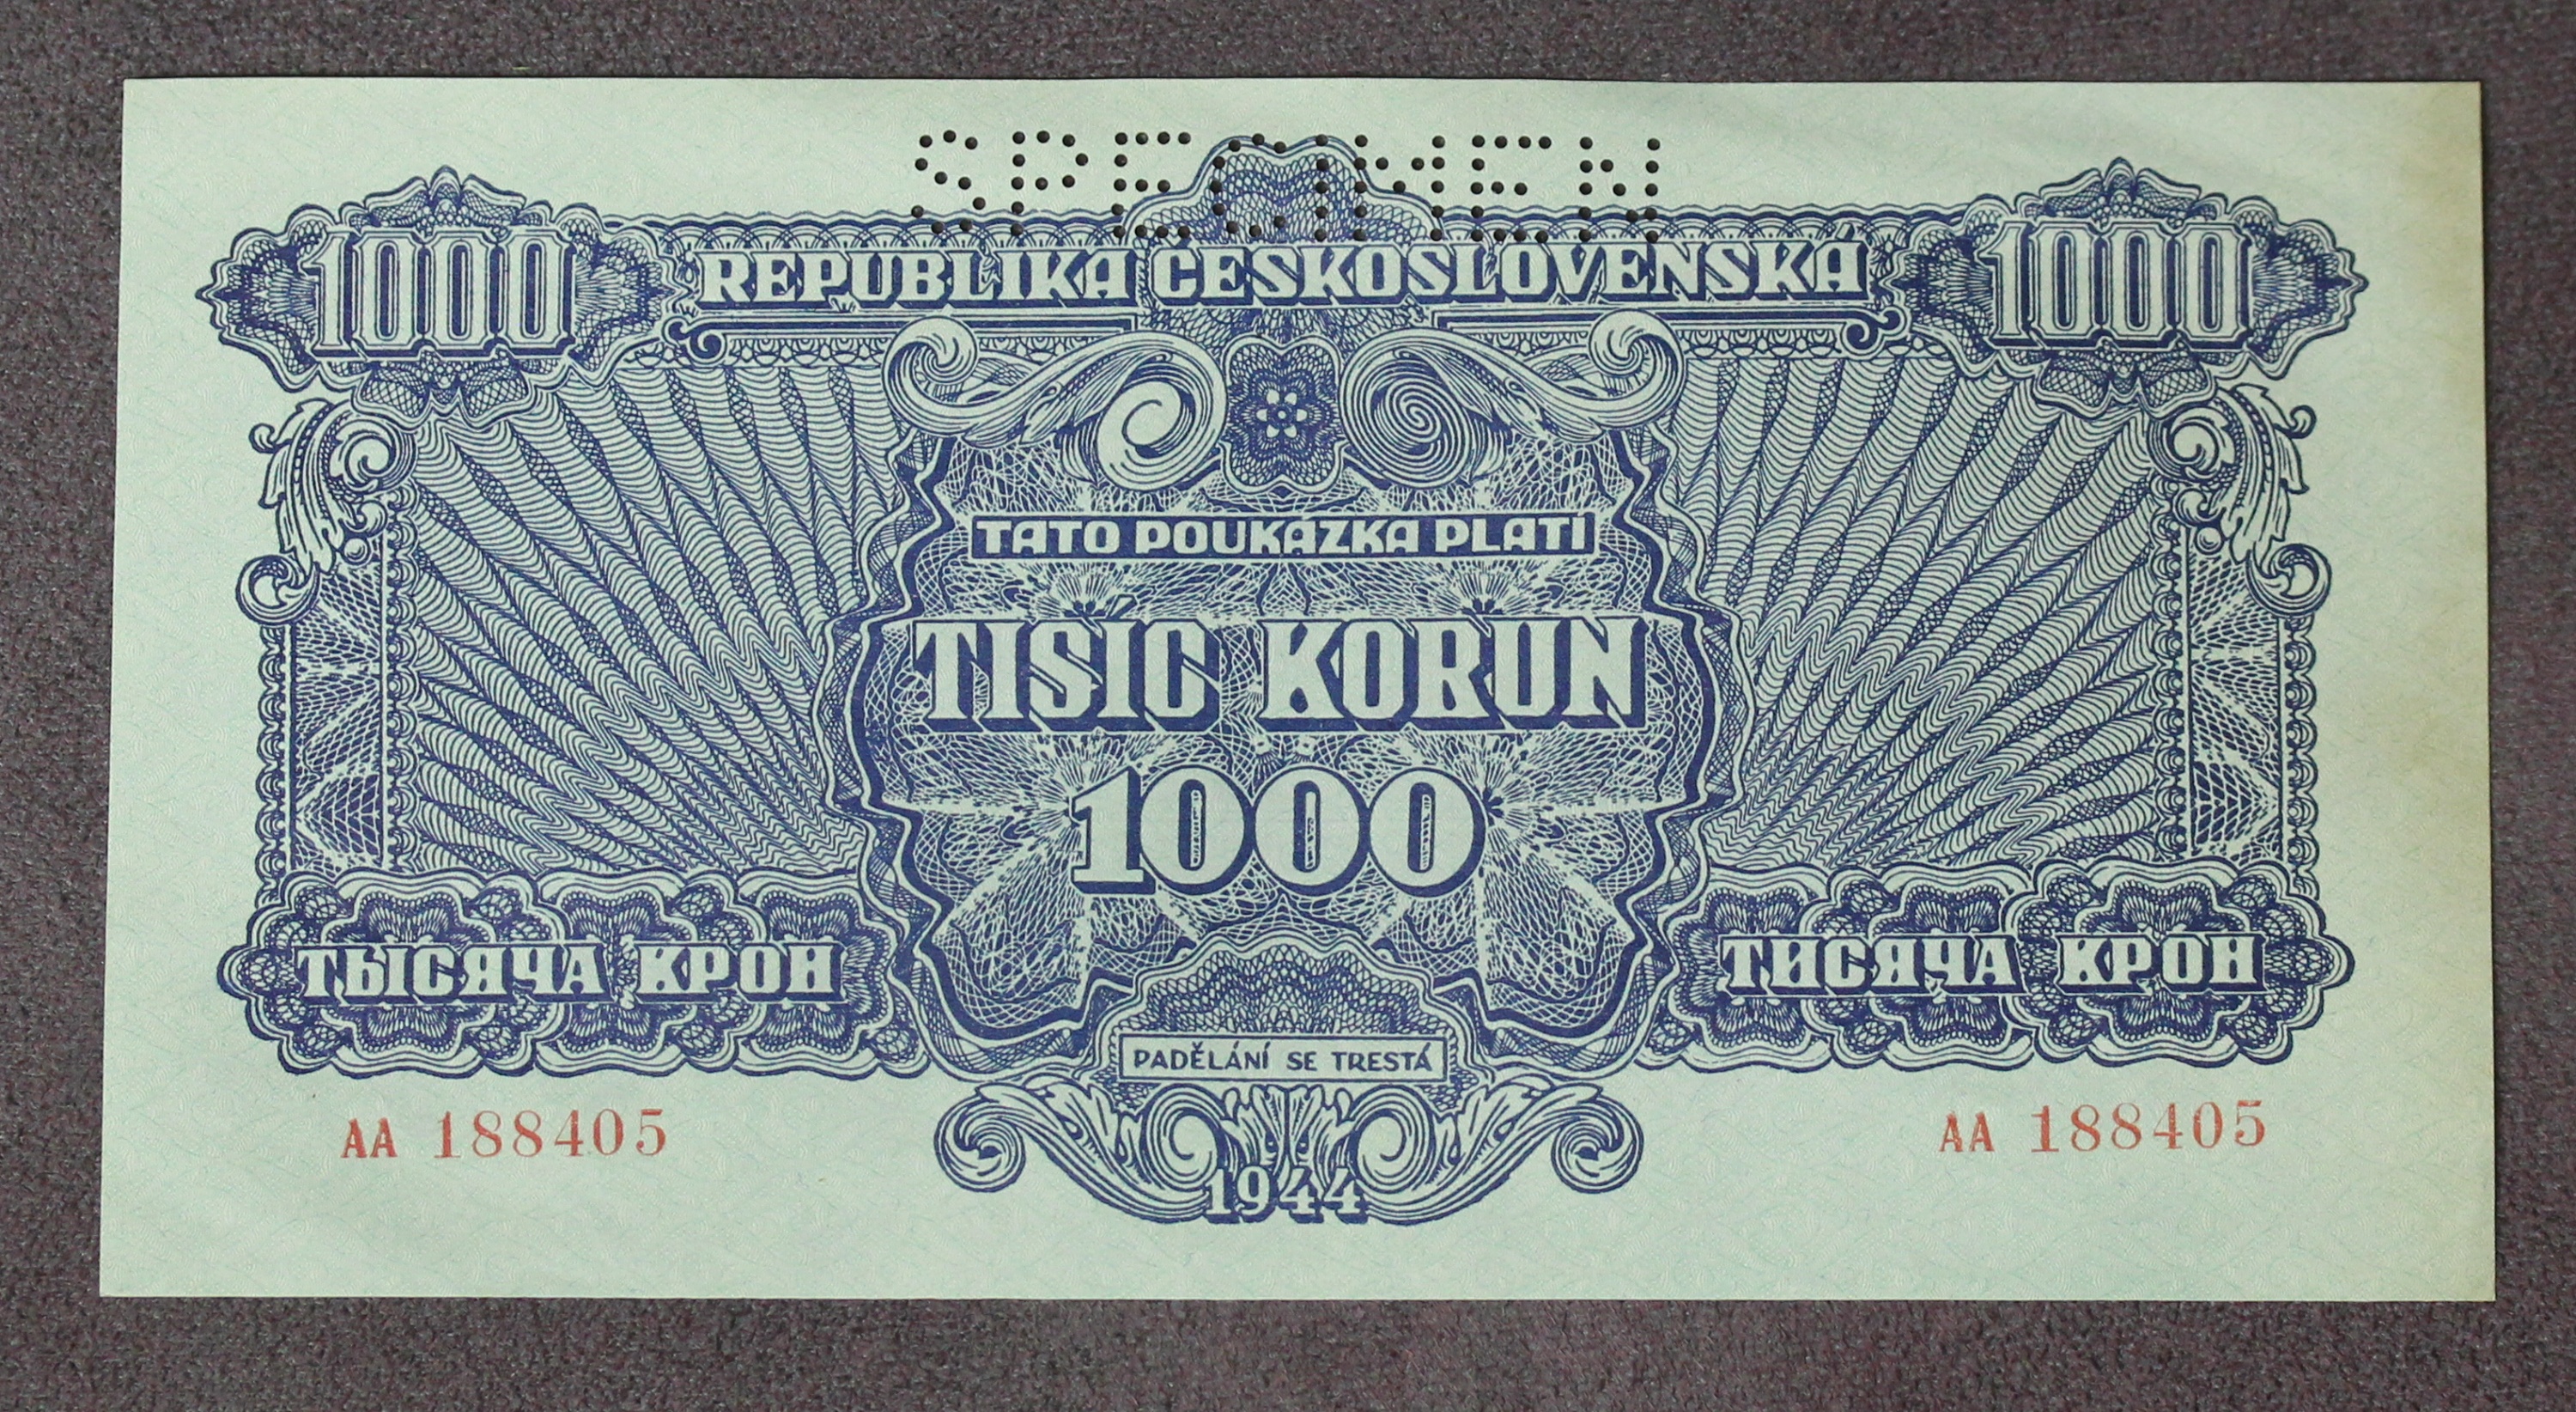 SPECIMEN
1000 REPUBLIKA ČESKOSLOVENSKÁ 1000
TATO POUKÁZKA PLATÍ
TISÍC KORUN
1000
ТЫСЯЧА КРОН
ТИСЯЧА КРОН
PADĚLÁNÍ SE TRESTÁ
AA 188405
AA 188405
1944